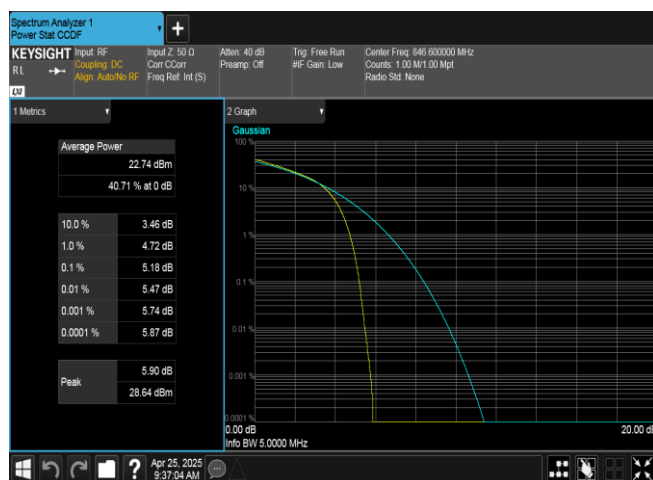 Spectrum Analyzer 1
Power Stat CCDF
+
KEYSIGHT
RL
LXI
Input: RF
Coupling: DC
Align: Auto/No RF
Input Z: 50 Ω
Corr CCorr
Freq Ref: Int (S)
Atten: 40 dB
Preamp: Off
Trig: Free Run
#IF Gain: Low
Center Freq: 846.600000 MHz
Counts: 1.00 M/1.00 Mpt
Radio Std: None
1 Metrics
Average Power
22.74 dBm
40.71 % at 0 dB
10.0 % 3.46 dB
1.0 % 4.72 dB
0.1 % 5.18 dB
0.01 % 5.47 dB
0.001 % 5.74 dB
0.0001 % 5.87 dB
Peak
5.90 dB
28.64 dBm
2 Graph
Gaussian
100 %
10 %
1 %
0.1 %
0.01 %
0.001 %
0.0001 %
0.00 dB
20.00 dB
Info BW 5.0000 MHz
?
Apr 25, 2025
9:37:04 AM